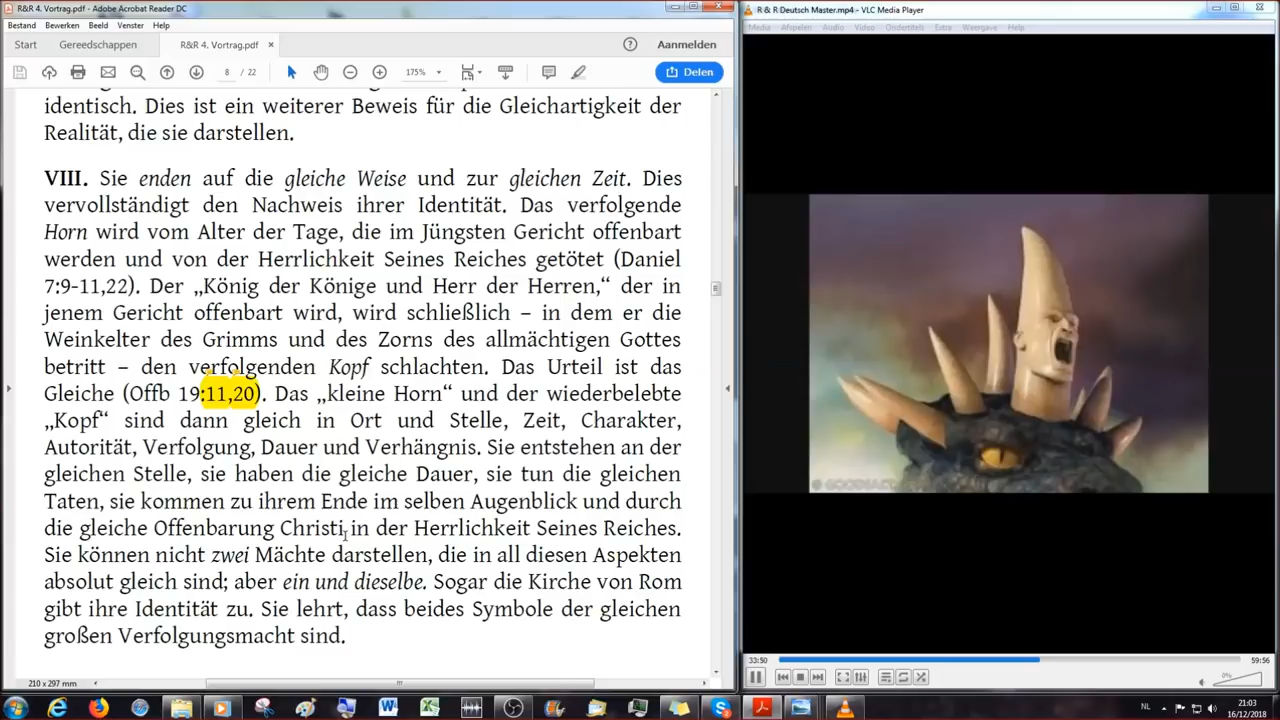 R&R 4. Vortrag.pdf - Adobe Acrobat Reader DC
Bestand Bewerken Beeld Venster Help
Start Gereedschappen R&R 4. Vortrag.pdf × Aanmelden
8 / 22 175% Delen
identisch. Dies ist ein weiterer Beweis für die Gleichartigkeit der
Realität, die sie darstellen.
VIII. Sie enden auf die gleiche Weise und zur gleichen Zeit. Dies
vervollständigt den Nachweis ihrer Identität. Das verfolgende
Horn wird vom Alter der Tage, die im Jüngsten Gericht offenbart
werden und von der Herrlichkeit Seines Reiches getötet (Daniel
7:9-11,22). Der „König der Könige und Herr der Herren,“ der in
jenem Gericht offenbart wird, wird schließlich – in dem er die
Weinkelter des Grimms und des Zorns des allmächtigen Gottes
betritt – den verfolgenden Kopf schlachten. Das Urteil ist das
Gleiche (Offb 19:11,20). Das „kleine Horn“ und der wiederbelebte
„Kopf“ sind dann gleich in Ort und Stelle, Zeit, Charakter,
Autorität, Verfolgung, Dauer und Verhängnis. Sie entstehen an der
gleichen Stelle, sie haben die gleiche Dauer, sie tun die gleichen
Taten, sie kommen zu ihrem Ende im selben Augenblick und durch
die gleiche Offenbarung Christi in der Herrlichkeit Seines Reiches.
Sie können nicht zwei Mächte darstellen, die in all diesen Aspekten
absolut gleich sind; aber ein und dieselbe. Sogar die Kirche von Rom
gibt ihre Identität zu. Sie lehrt, dass beides Symbole der gleichen
großen Verfolgungsmacht sind.
210 x 297 mm
R & R Deutsch Master.mp4 - VLC Media Player
Media Afspelen Audio Video Ondertitels Extra Weergave Help
33:50 59:56
0%
NL 21:03
16/12/2018